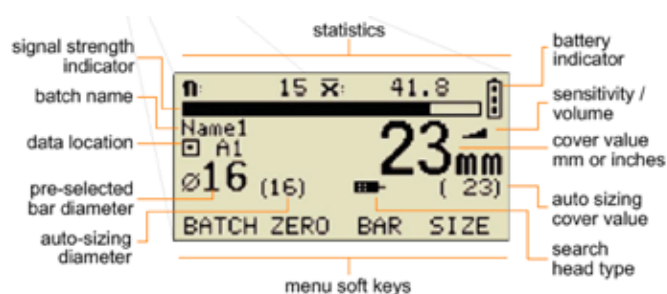 statistics
signal strength
indicator
battery
indicator
n: 15 x̅: 41.8
batch name
sensitivity /
volume
Name1
data location
A1
23mm
cover value
mm or inches
pre-selected
bar diameter
⌀16 (16) ( 23)
auto sizing
cover value
auto-sizing
diameter
BATCH ZERO BAR SIZE
search
head type
menu soft keys